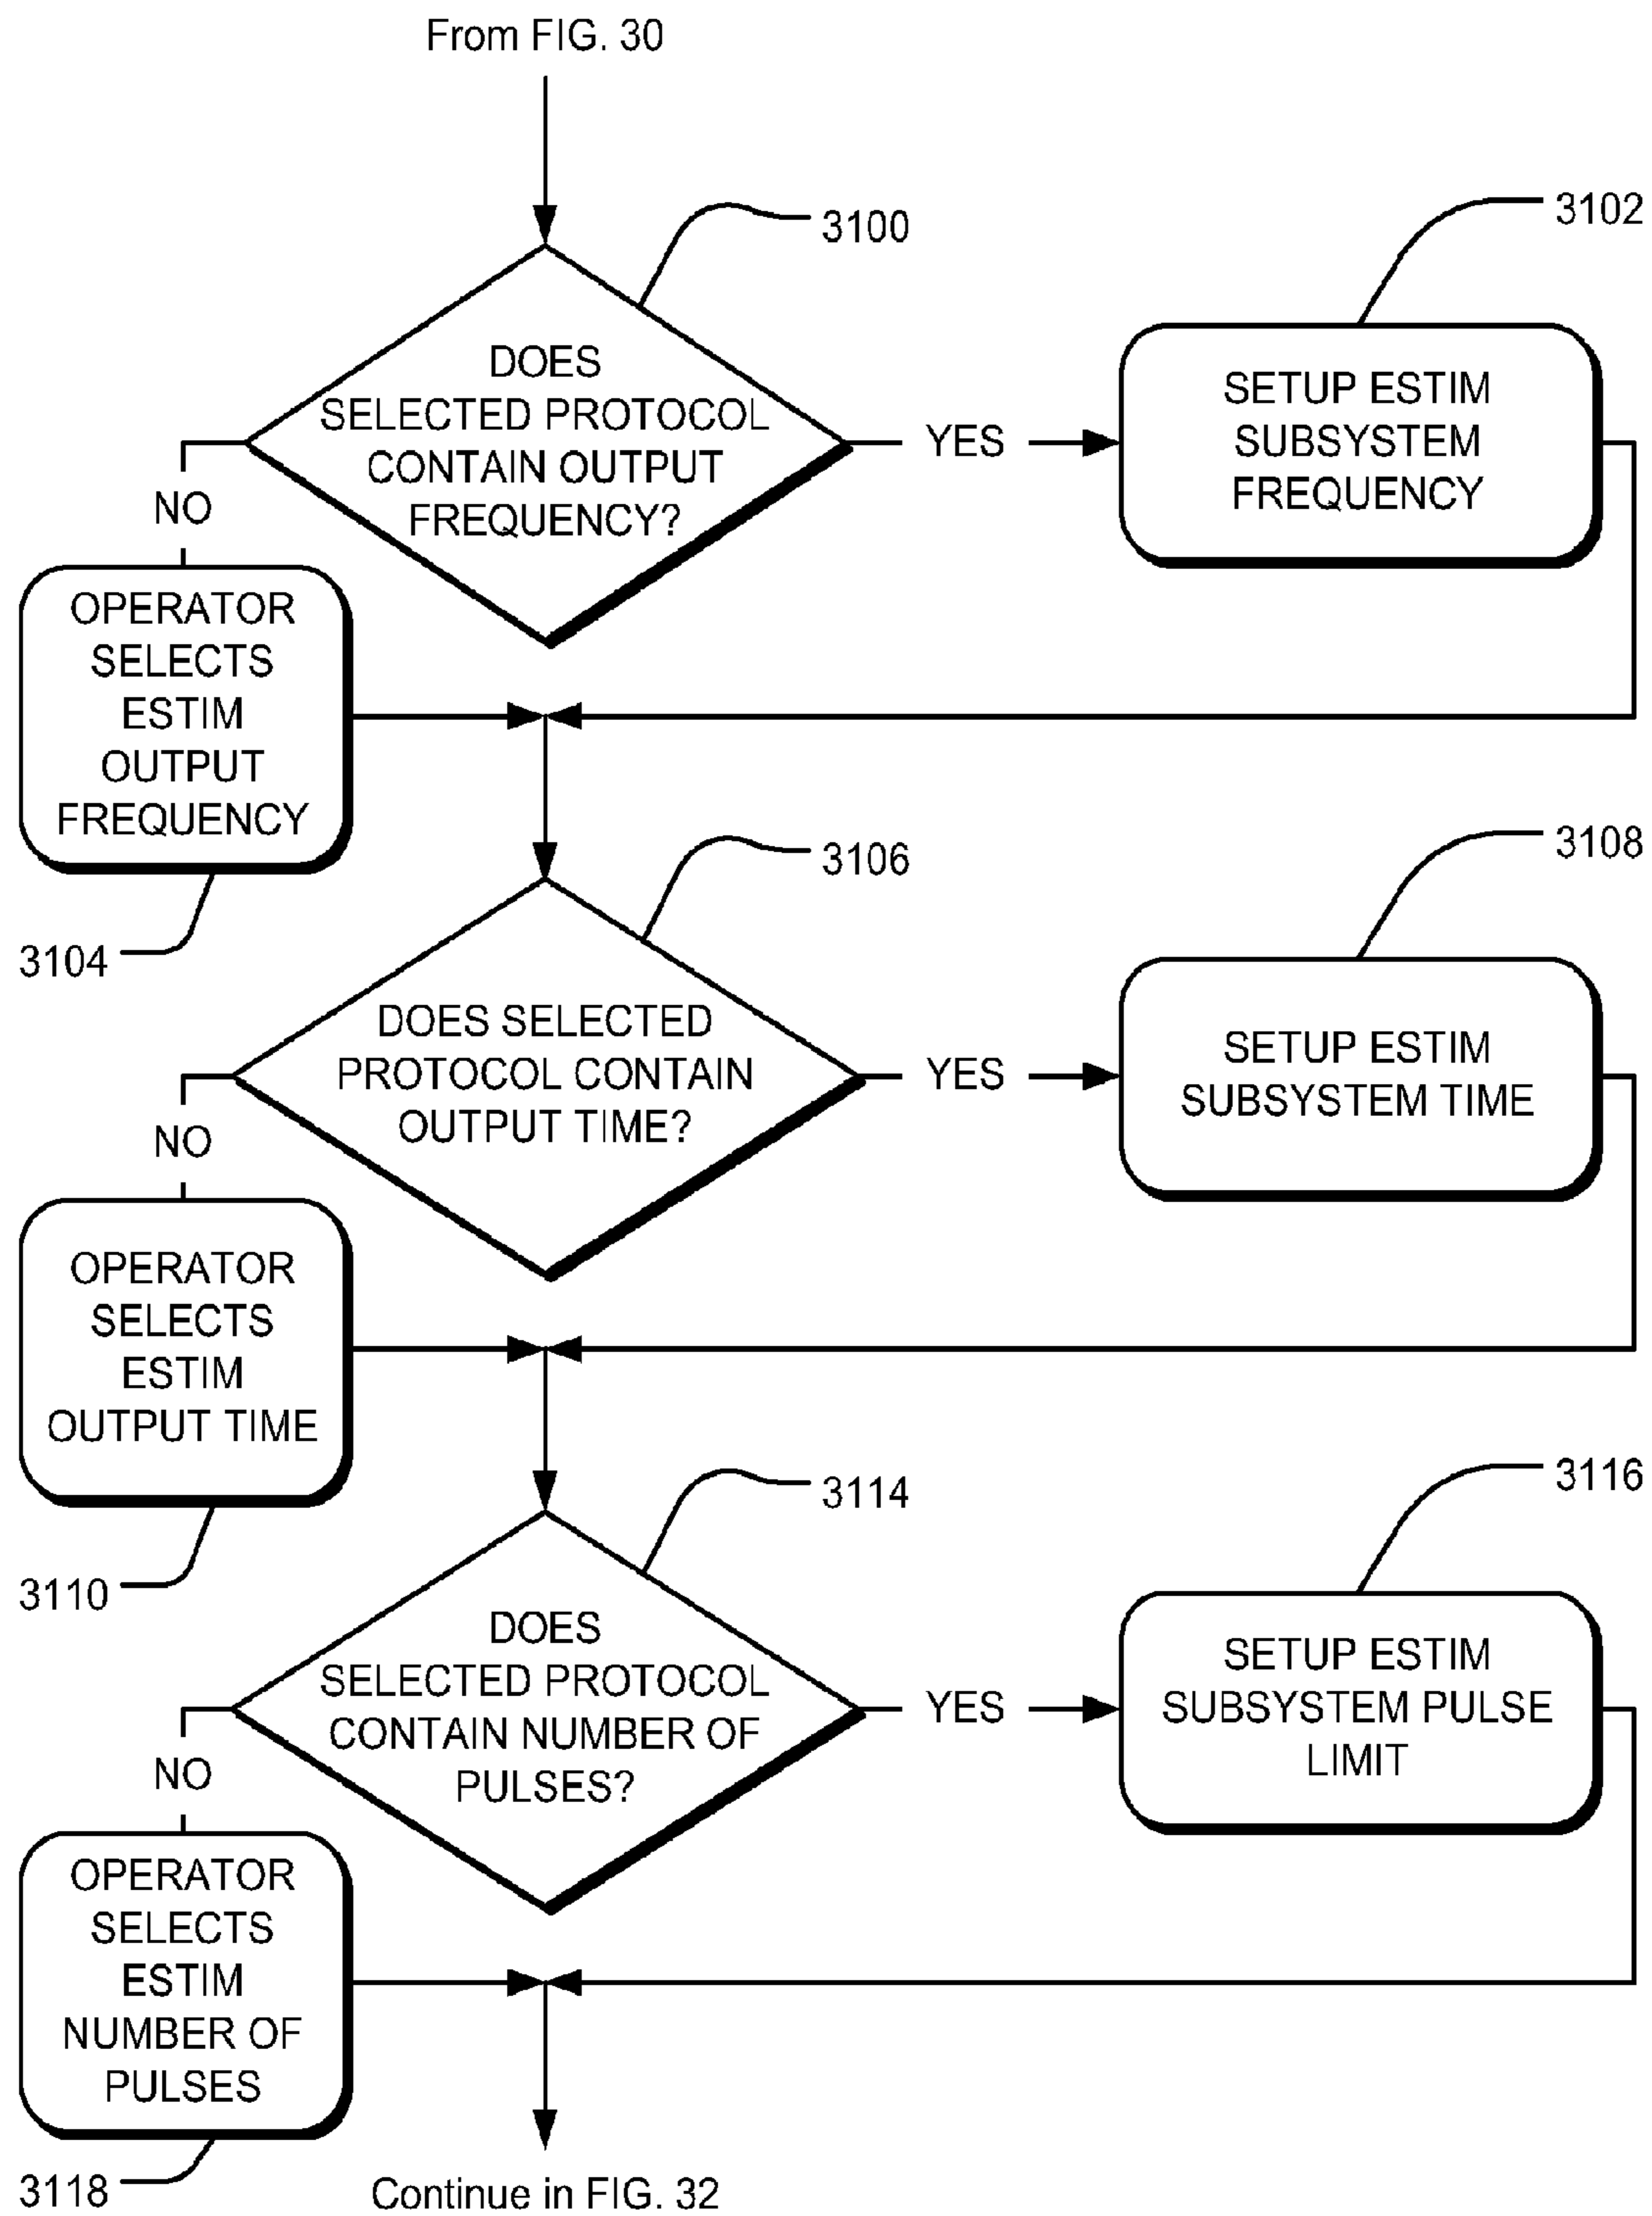 From FIG. 30
3100
3102
DOES
SELECTED PROTOCOL
CONTAIN OUTPUT
FREQUENCY?
YES
SETUP ESTIM
SUBSYSTEM
FREQUENCY
NO
OPERATOR
SELECTS
ESTIM
OUTPUT
FREQUENCY
3104
3106
3108
DOES SELECTED
PROTOCOL CONTAIN
OUTPUT TIME?
YES
SETUP ESTIM
SUBSYSTEM TIME
NO
OPERATOR
SELECTS
ESTIM
OUTPUT TIME
3110
3114
3116
DOES
SELECTED PROTOCOL
CONTAIN NUMBER OF
PULSES?
YES
SETUP ESTIM
SUBSYSTEM PULSE
LIMIT
NO
OPERATOR
SELECTS
ESTIM
NUMBER OF
PULSES
3118
Continue in FIG. 32